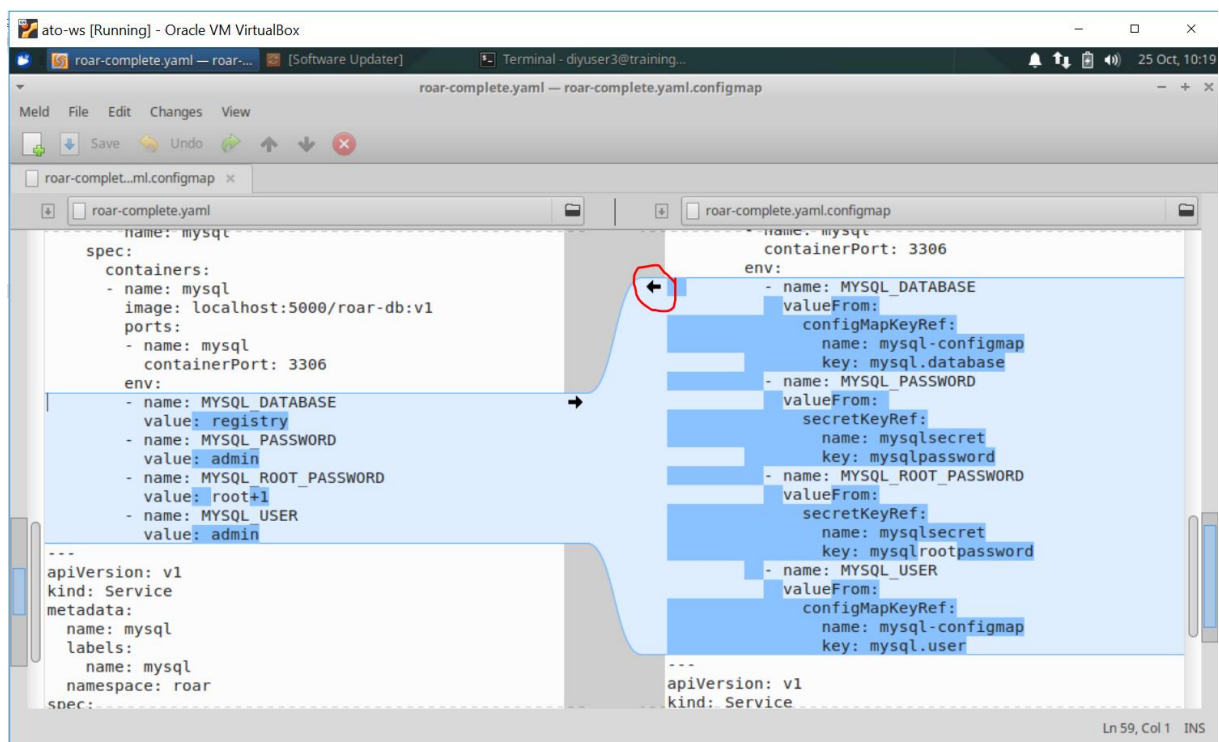 ato-ws [Running] - Oracle VM VirtualBox
roar-complete.yaml — roar-... [Software Updater] Terminal - diyuser3@training... 25 Oct, 10:19
roar-complete.yaml — roar-complete.yaml.configmap
Meld File Edit Changes View
Save Undo
roar-complet...ml.configmap
roar-complete.yaml
name: mysql
spec:
containers:
- name: mysql
image: localhost:5000/roar-db:v1
ports:
- name: mysql
containerPort: 3306
env:
- name: MYSQL_DATABASE
value: registry
- name: MYSQL_PASSWORD
value: admin
- name: MYSQL_ROOT_PASSWORD
value: root+1
- name: MYSQL_USER
value: admin
---
apiVersion: v1
kind: Service
metadata:
name: mysql
labels:
name: mysql
namespace: roar
spec:
roar-complete.yaml.configmap
- name: mysql
containerPort: 3306
env:
- name: MYSQL_DATABASE
valueFrom:
configMapKeyRef:
name: mysql-configmap
key: mysql.database
- name: MYSQL_PASSWORD
valueFrom:
secretKeyRef:
name: mysqlsecret
key: mysqlpassword
- name: MYSQL_ROOT_PASSWORD
valueFrom:
secretKeyRef:
name: mysqlsecret
key: mysqlrootpassword
- name: MYSQL_USER
valueFrom:
configMapKeyRef:
name: mysql-configmap
key: mysql.user
---
apiVersion: v1
kind: Service
Ln 59, Col 1 INS